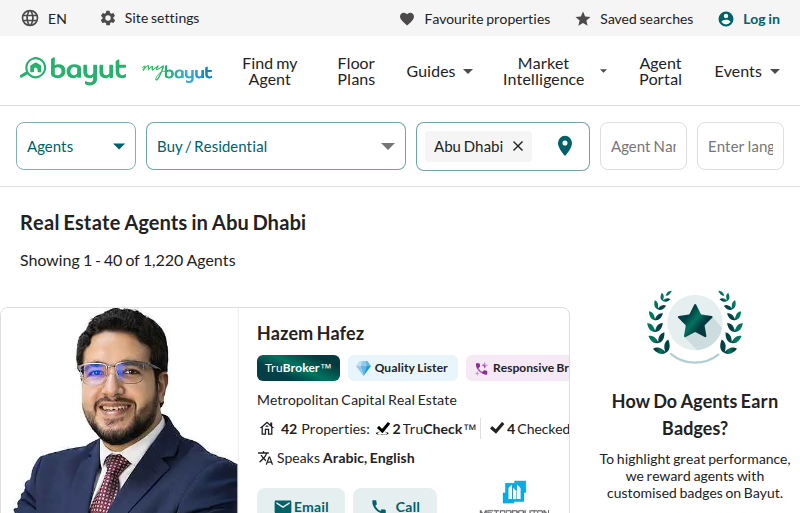 EN
Site settings
Favourite properties
Saved searches
Log in
bayut
mybayut
Find my Agent
Floor Plans
Guides
Market Intelligence
Agent Portal
Events
Agents
Buy / Residential
Abu Dhabi
Agent Nar
Enter lang
Real Estate Agents in Abu Dhabi
Showing 1 - 40 of 1,220 Agents
Hazem Hafez
TruBroker™
Quality Lister
Responsive Br
Metropolitan Capital Real Estate
42 Properties: 2 TruCheck™ 4 Checked
Speaks Arabic, English
Email
Call
METROPOLITAN
How Do Agents Earn
Badges?
To highlight great performance,
we reward agents with
customised badges on Bayut.